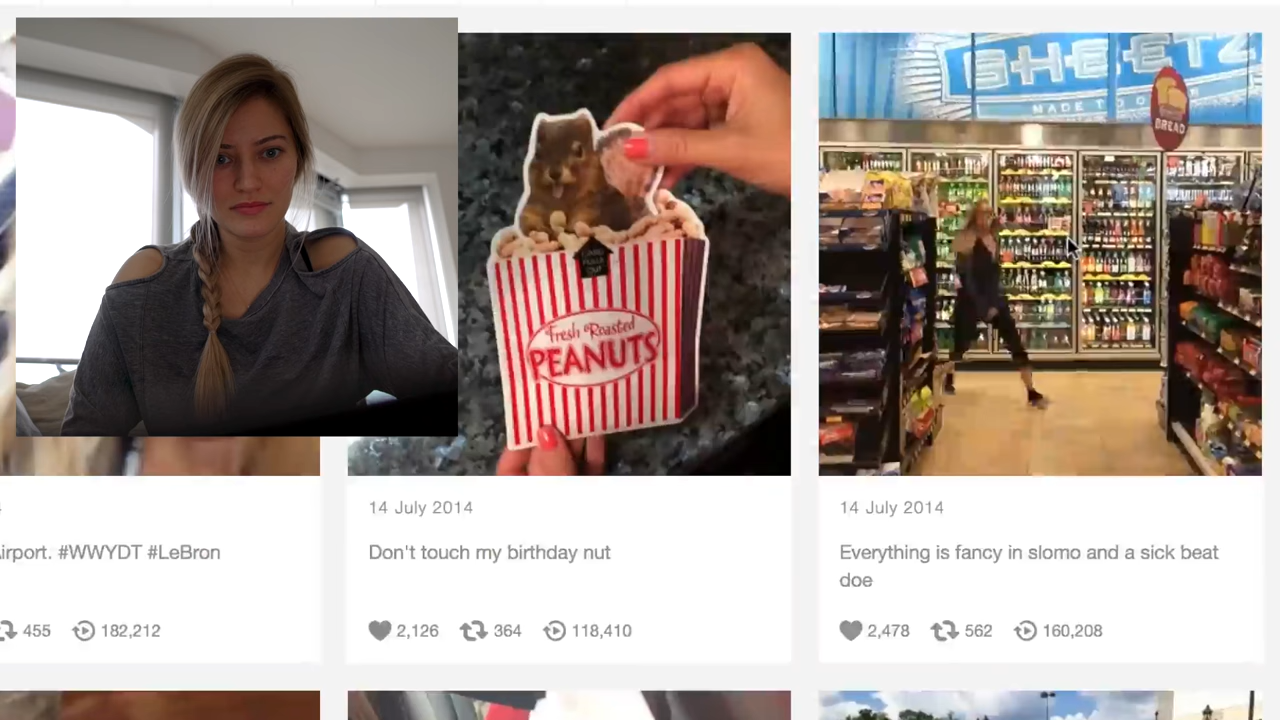 SHEETZ
MADE TO O
BREAD
Fresh Roasted
PEANUTS
14 July 2014
14 July 2014
irport. #WWYDT #LeBron
Don't touch my birthday nut
Everything is fancy in slomo and a sick beat
doe
455
182,212
2,126
364
118,410
2,478
562
160,208